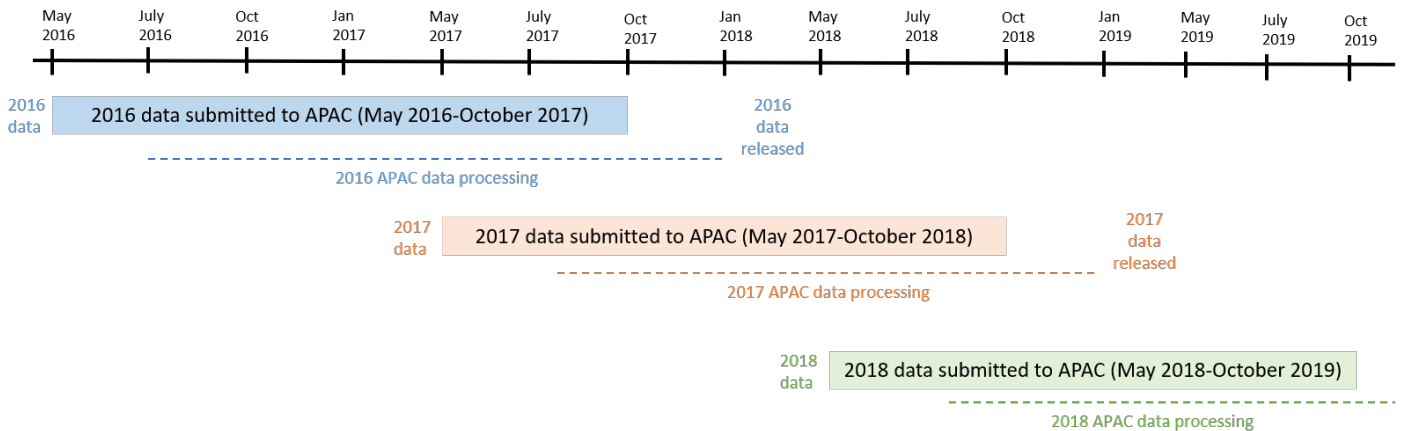 May 2016
July 2016
Oct 2016
Jan 2017
May 2017
July 2017
Oct 2017
Jan 2018
May 2018
July 2018
Oct 2018
Jan 2019
May 2019
July 2019
Oct 2019
2016
data
2016 data submitted to APAC (May 2016-October 2017)
2016
data
released
2016 APAC data processing
2017
data
2017 data submitted to APAC (May 2017-October 2018)
2017
data
released
2017 APAC data processing
2018
data
2018 data submitted to APAC (May 2018-October 2019)
2018 APAC data processing